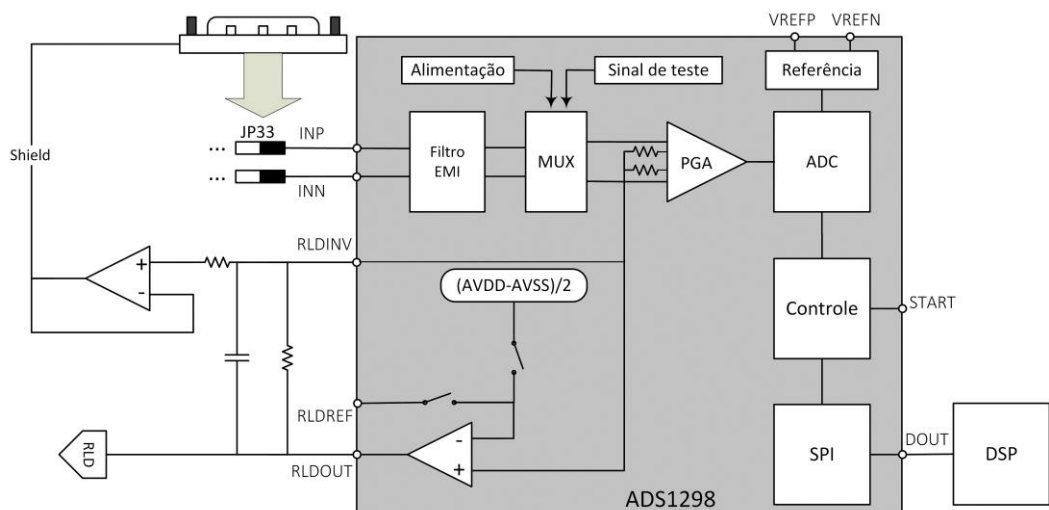 VREFP
VREFN
Alimentação
Sinal de teste
Referência
JP33
INP
...
Shield
Filtro
EMI
MUX
PGA
ADC
...
INN
RLDINV
+
-
(AVDD-AVSS)/2
Controle
START
RLDREF
-
+
RLD
RLDOUT
SPI
DOUT
DSP
ADS1298